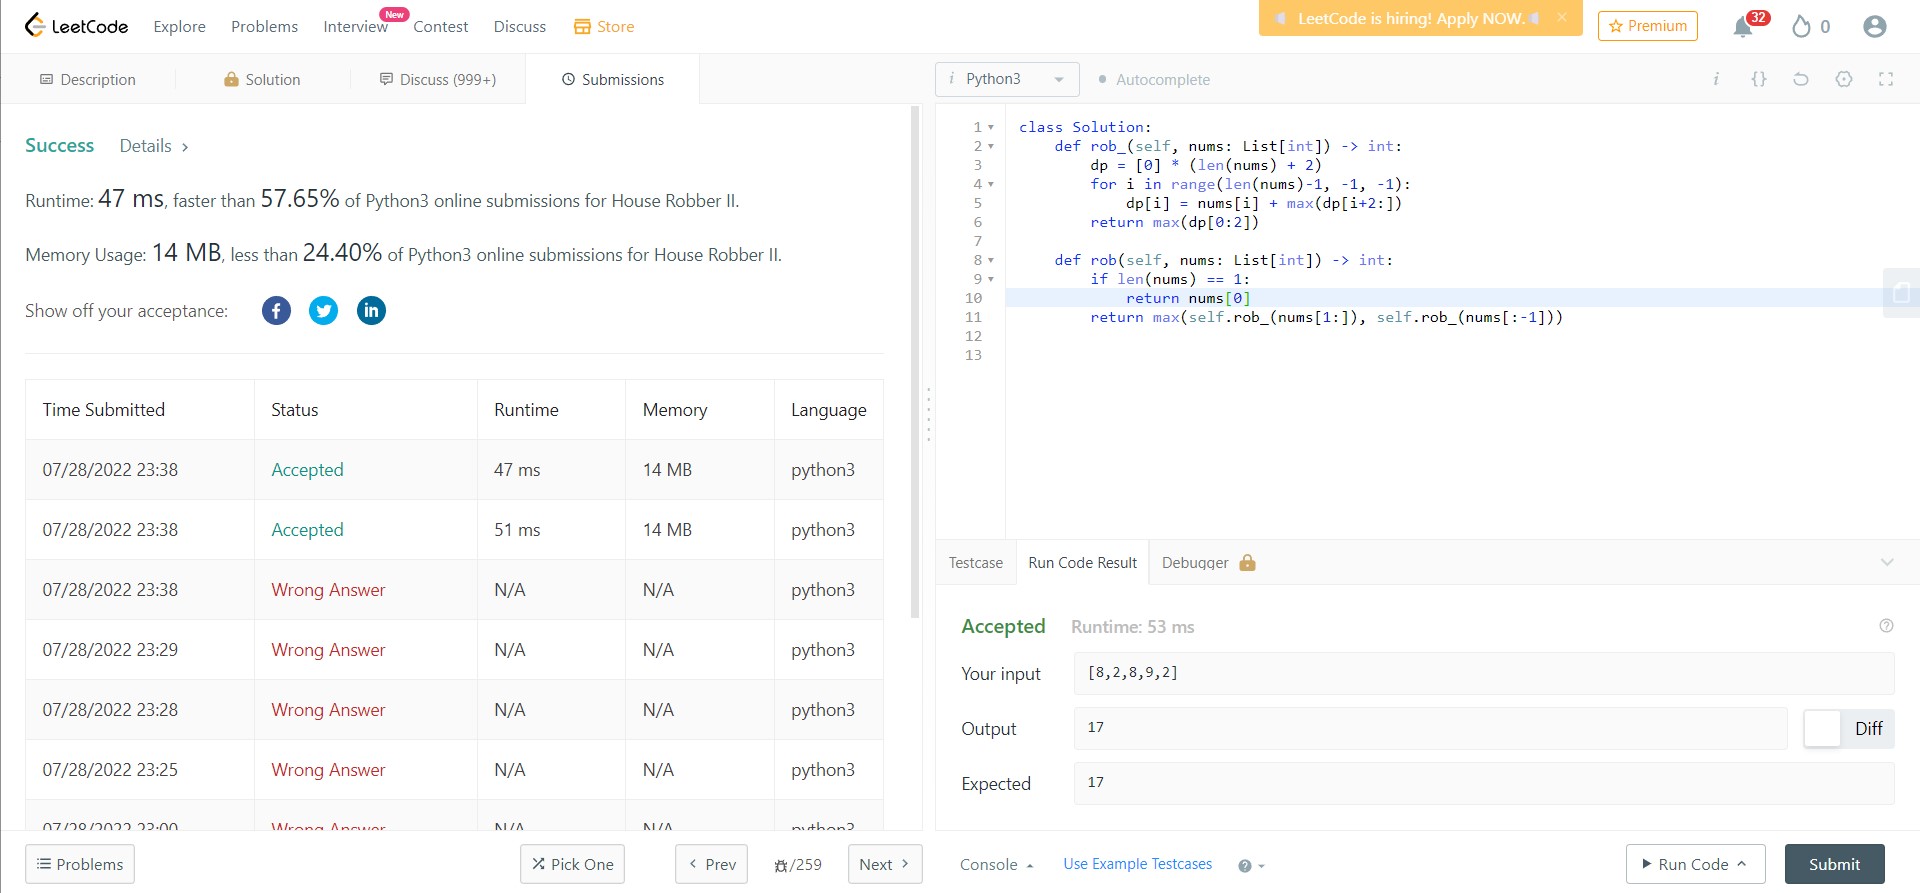 LeetCode Explore Problems Interview New Contest Discuss Store LeetCode is hiring! Apply NOW. Premium 32 0
Description Solution Discuss (999+) Submissions
i Python3 Autocomplete i {}
Success Details >
Runtime: 47 ms, faster than 57.65% of Python3 online submissions for House Robber II.
Memory Usage: 14 MB, less than 24.40% of Python3 online submissions for House Robber II.
Show off your acceptance:
Time Submitted Status Runtime Memory Language
07/28/2022 23:38 Accepted 47 ms 14 MB python3
07/28/2022 23:38 Accepted 51 ms 14 MB python3
07/28/2022 23:38 Wrong Answer N/A N/A python3
07/28/2022 23:29 Wrong Answer N/A N/A python3
07/28/2022 23:28 Wrong Answer N/A N/A python3
07/28/2022 23:25 Wrong Answer N/A N/A python3
07/28/2022 23:00 Wrong Answer N/A N/A python3
Problems Pick One < Prev /259 Next >
1 class Solution:
2 def rob_(self, nums: List[int]) -> int:
3 dp = [0] * (len(nums) + 2)
4 for i in range(len(nums)-1, -1, -1):
5 dp[i] = nums[i] + max(dp[i+2:])
6 return max(dp[0:2])
7
8 def rob(self, nums: List[int]) -> int:
9 if len(nums) == 1:
10 return nums[0]
11 return max(self.rob_(nums[1:]), self.rob_(nums[:-1]))
12
13
Testcase Run Code Result Debugger
Accepted Runtime: 53 ms
Your input [8,2,8,9,2]
Output 17 Diff
Expected 17
Console Use Example Testcases Run Code Submit